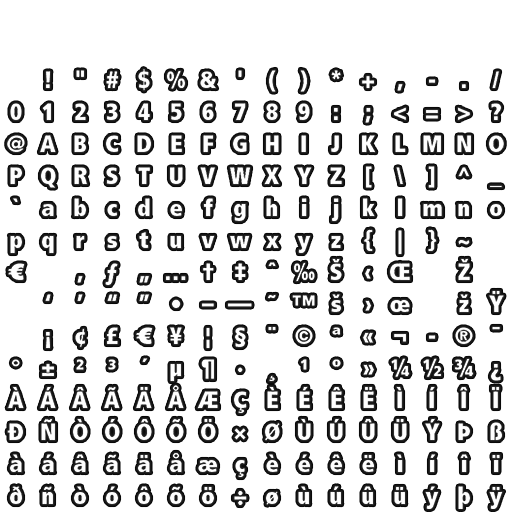 ! " # $ % & ' ( ) * + , - . /
0 1 2 3 4 5 6 7 8 9 : ; < = > ?
@ A B C D E F G H I J K L M N O
P Q R S T U V W X Y Z [ \ ] ^ _
` a b c d e f g h i j k l m n o
p q r s t u v w x y z { | } ~
€ ‚ ƒ „ … † ‡ ˆ ‰ Š ‹ Œ Ž
‘ ’ “ ” • – — ˜ ™ š › œ ž Ÿ
¡ ¢ £ € ¥ ¦ § ¨ © ª « ¬ - ® ¯
° ± ² ³ ´ µ ¶ · ¸ ¹ º » ¼ ½ ¾ ¿
À Á Â Ã Ä Å Æ Ç È É Ê Ë Ì Í Î Ï
Ð Ñ Ò Ó Ô Õ Ö × Ø Ù Ú Û Ü Ý Þ ß
à á â ã ä å æ ç è é ê ë ì í î ï
ð ñ ò ó ô õ ö ÷ ø ù ú û ü ý þ ÿ